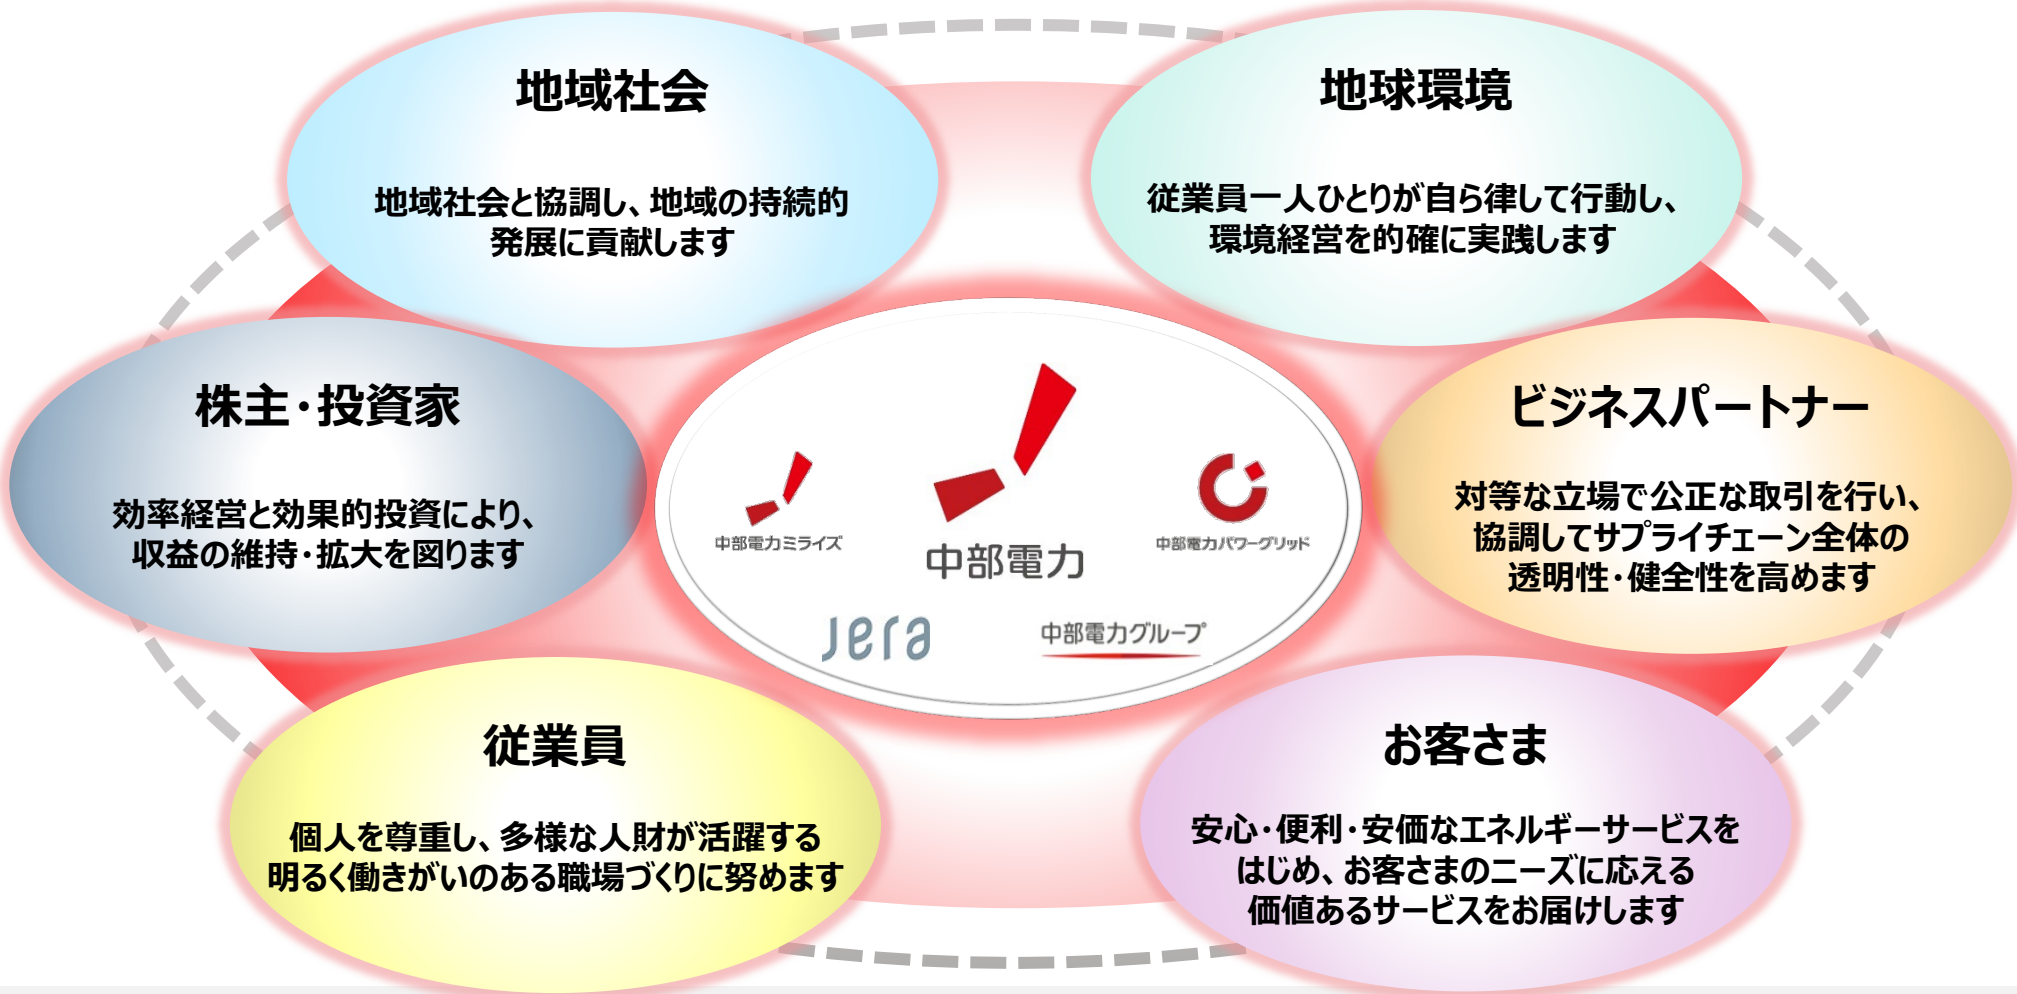 地域社会
地域社会と協調し、地域の持続的
発展に貢献します
地球環境
従業員一人ひとりが自ら律して行動し、
環境経営を的確に実践します
株主・投資家
効率経営と効果的投資により、
収益の維持・拡大を図ります
中部電力ミライズ
中部電力
中部電力パワーグリッド
Jera
中部電力グループ
ビジネスパートナー
対等な立場で公正な取引を行い、
協調してサプライチェーン全体の
透明性・健全性を高めます
従業員
個人を尊重し、多様な人財が活躍する
明るく働きがいのある職場づくりに努めます
お客さま
安心・便利・安価なエネルギーサービスを
はじめ、お客さまのニーズに応える
価値あるサービスをお届けします